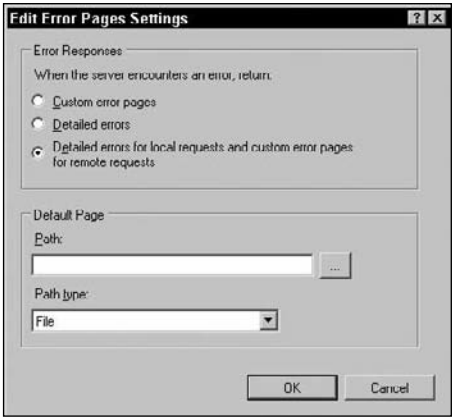 Edit Error Pages Settings
? X
Error Responses
When the server encounters an error, return:
Custom error pages
Detailed errors
Detailed errors for local requests and custom error pages
for remote requests
Default Page
Path:
...
Path type:
File
OK
Cancel